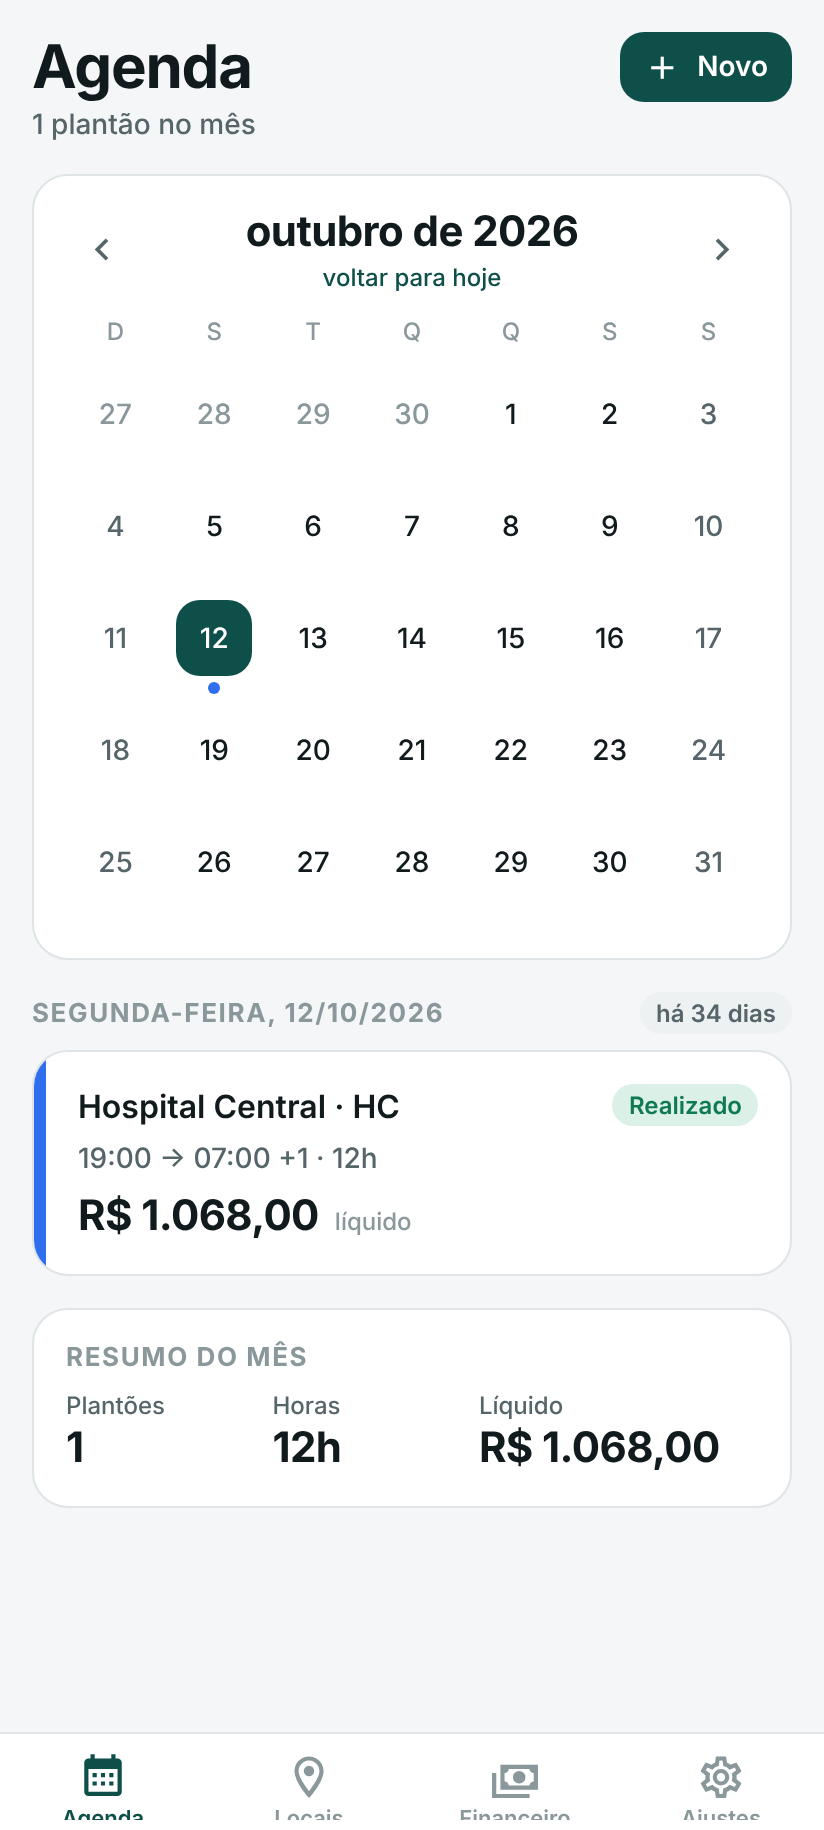 Agenda
+ Novo
1 plantão no mês
outubro de 2026
voltar para hoje
D S T Q Q S S
27 28 29 30 1 2 3
4 5 6 7 8 9 10
11 12 13 14 15 16 17
18 19 20 21 22 23 24
25 26 27 28 29 30 31
SEGUNDA-FEIRA, 12/10/2026
há 34 dias
Hospital Central · HC
Realizado
19:00 → 07:00 +1 · 12h
R$ 1.068,00 líquido
RESUMO DO MÊS
Plantões Horas Líquido
1 12h R$ 1.068,00
Agenda Locais Financeiro Ajustes